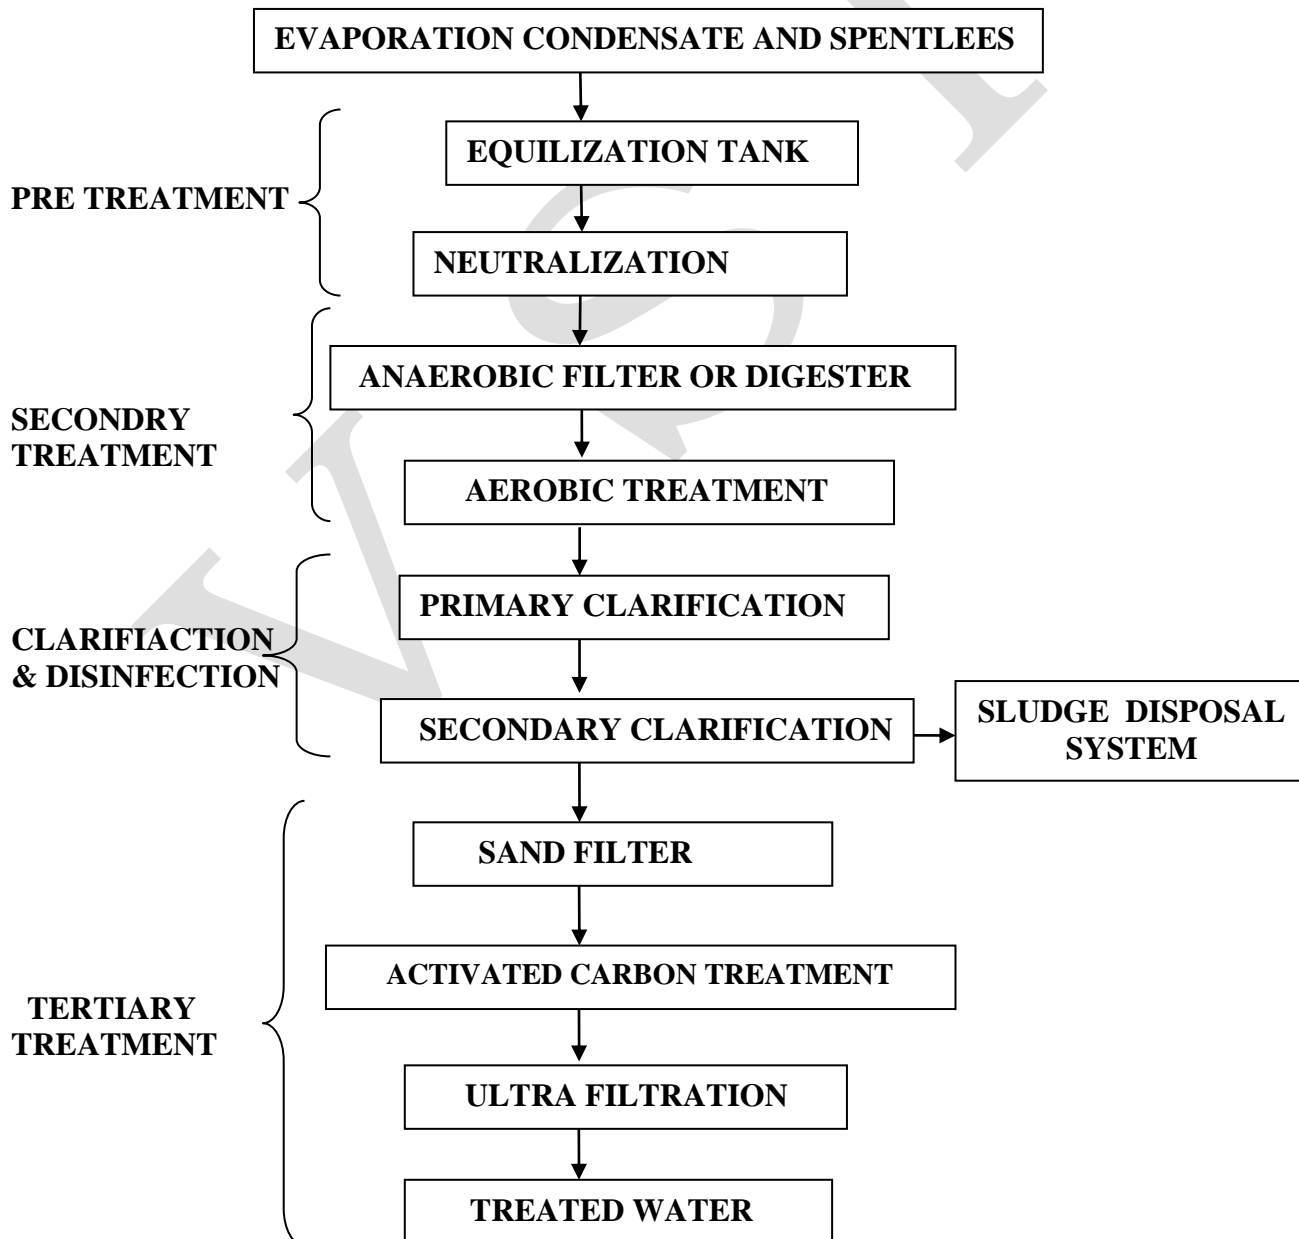 EVAPORATION CONDENSATE AND SPENTLEES
EQUILIZATION TANK
PRE TREATMENT
NEUTRALIZATION
ANAEROBIC FILTER OR DIGESTER
SECONDRY
TREATMENT
AEROBIC TREATMENT
PRIMARY CLARIFICATION
CLARIFIACTION
& DISINFECTION
SECONDARY CLARIFICATION
SLUDGE DISPOSAL
SYSTEM
SAND FILTER
ACTIVATED CARBON TREATMENT
TERTIARY
TREATMENT
ULTRA FILTRATION
TREATED WATER